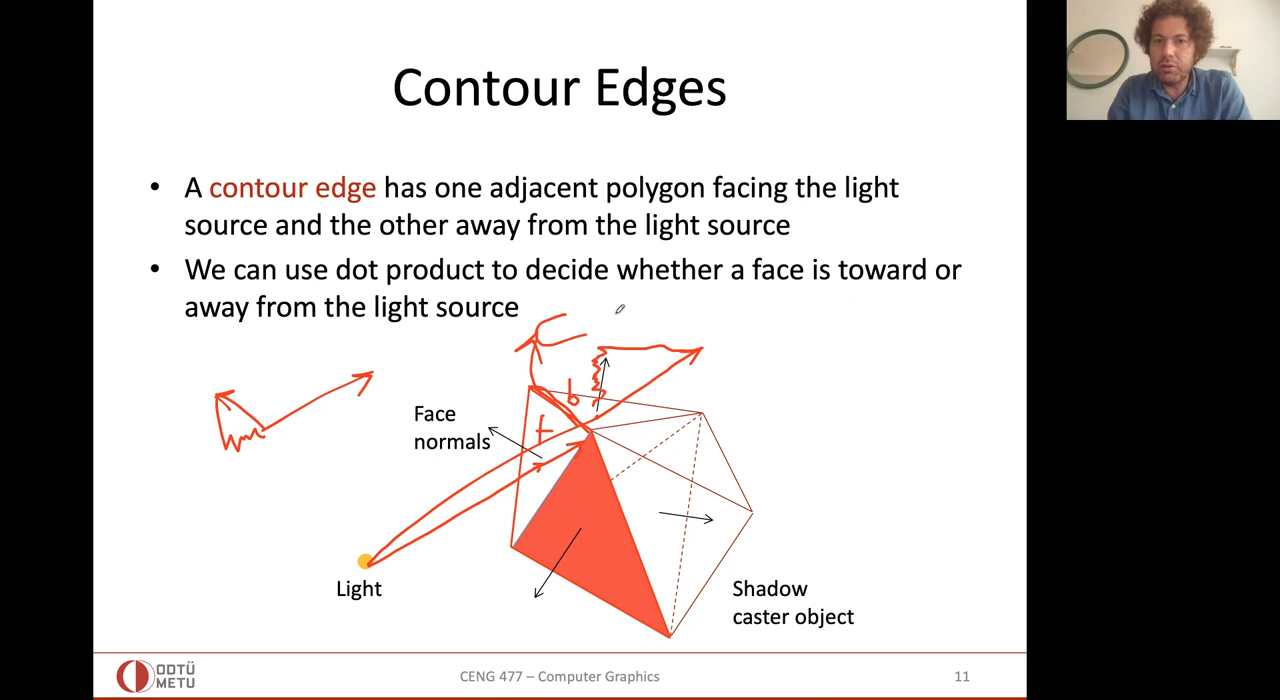 Contour Edges
• A contour edge has one adjacent polygon facing the light
source and the other away from the light source
• We can use dot product to decide whether a face is toward or
away from the light source
C
b
f
Face
normals
Light
Shadow
caster object
ODTÜ
METU
CENG 477 – Computer Graphics
11